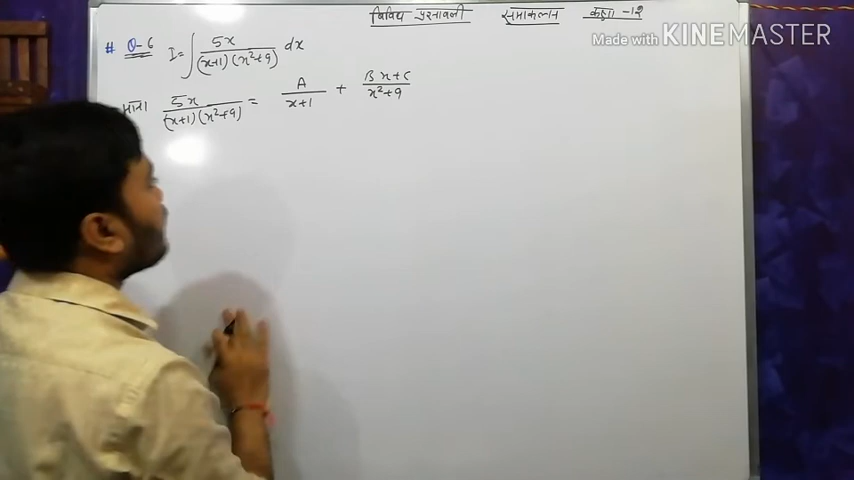 विविध प्रश्नावली समाकलन कक्षा -12
Made with KINEMASTER
# Q-6 I = ∫ 5x / (x+1)(x²+9) dx
माना 5x / (x+1)(x²+9) = A / x+1 + Bx+C / x²+9